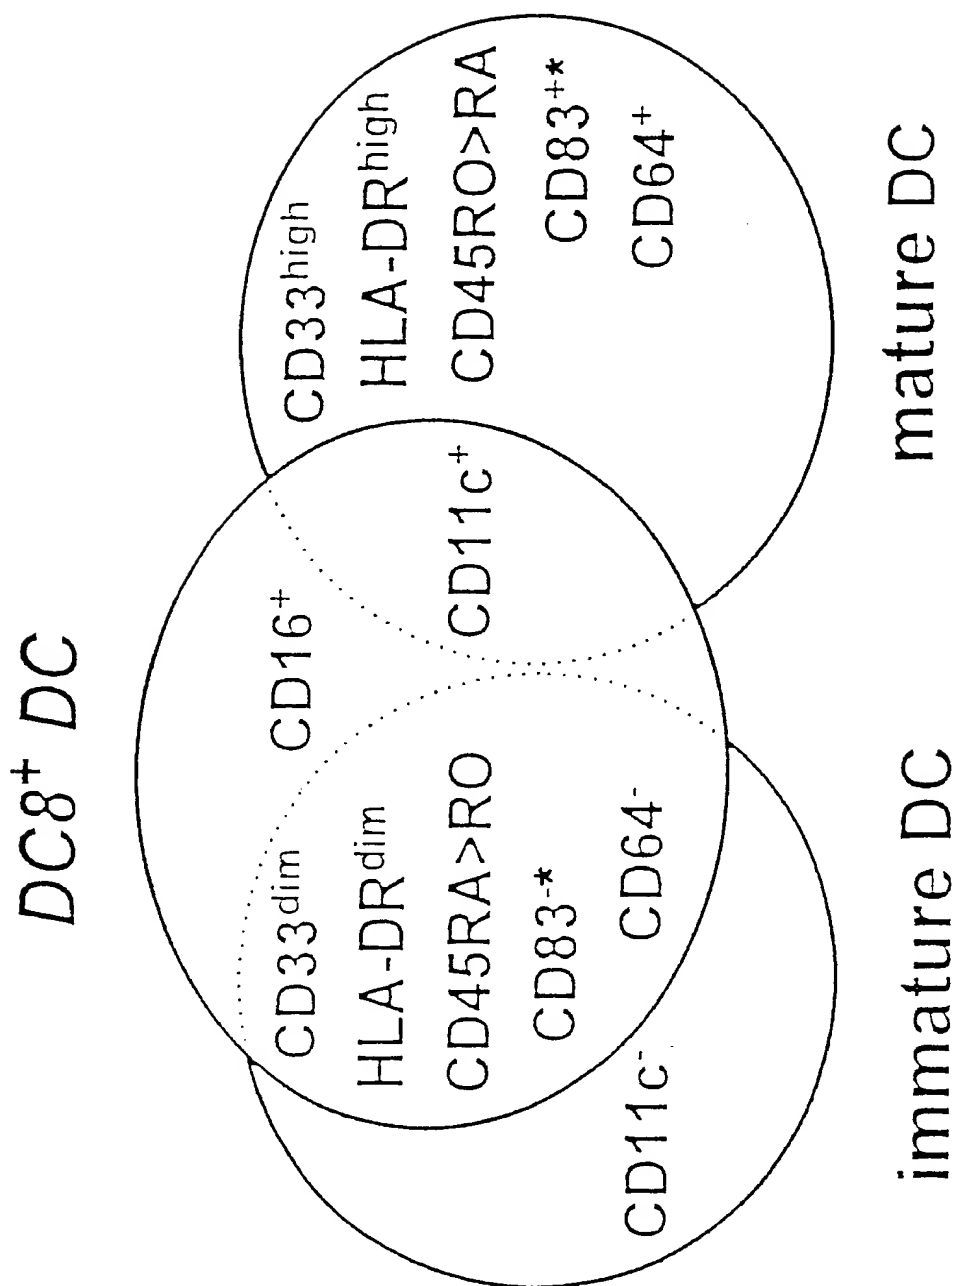 DC8⁺ DC
CD16⁺
CD33ᵈⁱᵐ
HLA-DRᵈⁱᵐ
CD45RA>RO
CD83⁻*
CD64⁻
CD11c⁻
CD11c⁺
CD33ʰⁱᵍʰ
HLA-DRʰⁱᵍʰ
CD45RO>RA
CD83⁺*
CD64⁺
immature DC
mature DC